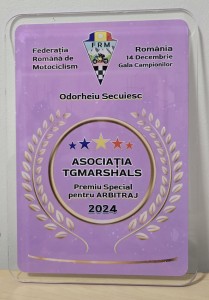 Federația
Română de
Motociclism
FRM
România
14 Decembrie
Gala Campionilor
Odorheiu Secuiesc
ASOCIAȚIA
TGMARSHALS
Premiu Special
pentru ARBITRAJ
2024